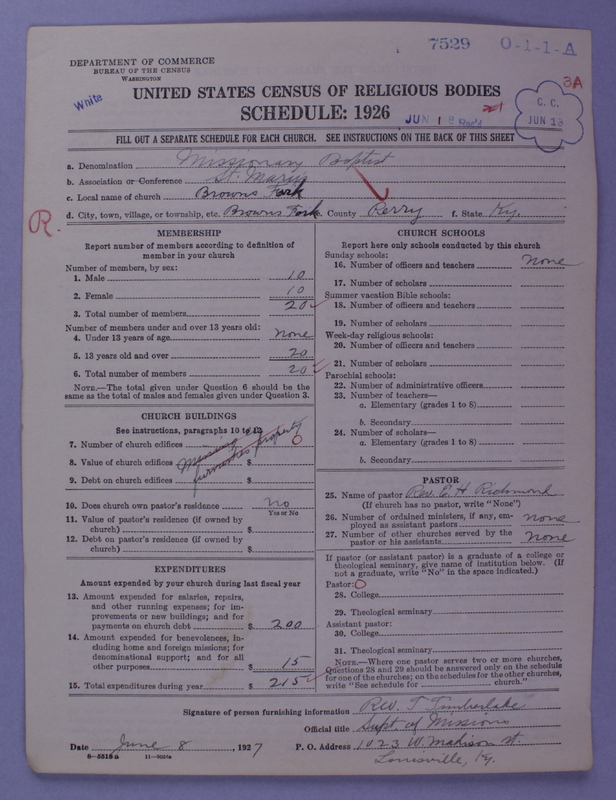 7529 0-1-1-A
DEPARTMENT OF COMMERCE
BUREAU OF THE CENSUS
WASHINGTON
White
3A
UNITED STATES CENSUS OF RELIGIOUS BODIES
SCHEDULE: 1926
JUN 18 Rec'd
C. C.
JUN 18
FILL OUT A SEPARATE SCHEDULE FOR EACH CHURCH. SEE INSTRUCTIONS ON THE BACK OF THIS SHEET
a. Denomination Missionary Baptist
b. Association or Conference St. Marys
c. Local name of church Browns Fork
d. City, town, village, or township, etc. Browns Fork e. County Perry f. State Ky.
R.
MEMBERSHIP
Report number of members according to definition of
member in your church
Number of members, by sex:
1. Male 10
2. Female 10
3. Total number of members 20
Number of members under and over 13 years old:
4. Under 13 years of age none
5. 13 years old and over 20
6. Total number of members 20
NOTE.—The total given under Question 6 should be the
same as the total of males and females given under Question 3.
CHURCH BUILDINGS
See instructions, paragraphs 10 to 12
7. Number of church edifices 0
8. Value of church edifices $
9. Debt on church edifices $
furnishes property
10. Does church own pastor's residence no
Yes or No
11. Value of pastor's residence (if owned by
church) $
12. Debt on pastor's residence (if owned by
church) $
EXPENDITURES
Amount expended by your church during last fiscal year
13. Amount expended for salaries, repairs,
and other running expenses; for im-
provements or new buildings; and for
payments on church debt $ 200
14. Amount expended for benevolences, in-
cluding home and foreign missions; for
denominational support; and for all
other purposes $ 15
15. Total expenditures during year $ 215
CHURCH SCHOOLS
Report here only schools conducted by this church
Sunday schools:
16. Number of officers and teachers none
17. Number of scholars
Summer vacation Bible schools:
18. Number of officers and teachers
19. Number of scholars
Week-day religious schools:
20. Number of officers and teachers
21. Number of scholars
Parochial schools:
22. Number of administrative officers
23. Number of teachers—
a. Elementary (grades 1 to 8)
b. Secondary
24. Number of scholars—
a. Elementary (grades 1 to 8)
b. Secondary
PASTOR
25. Name of pastor Rev. E. H. Richmond
(If church has no pastor, write "None")
26. Number of ordained ministers, if any, em-
ployed as assistant pastors none
27. Number of other churches served by the
pastor or his assistants none
If pastor (or assistant pastor) is a graduate of a college or
theological seminary, give name of institution below. (If
not a graduate, write "No" in the space indicated.)
Pastor: O
28. College
29. Theological seminary
Assistant pastor:
30. College
31. Theological seminary
NOTE.—Where one pastor serves two or more churches,
Questions 28 and 29 should be answered only on the schedule
for one of the churches; on the schedules for the other churches,
write "See schedule for church."
Signature of person furnishing information Rev. T Timberlake
Official title Supt. of Missions
Date June 8, 1927 P. O. Address 1023 W. Madison St.
8—5518a 11—9024a
Louisville, Ky.